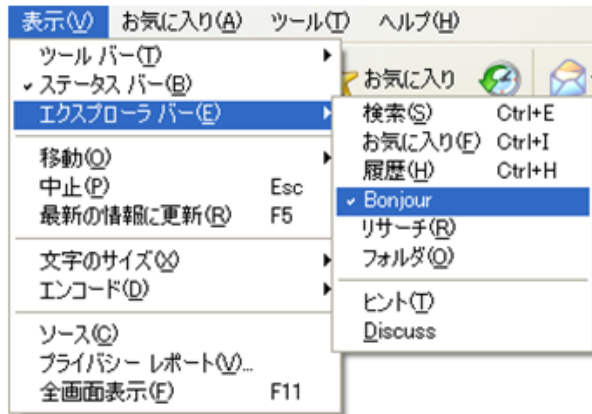 表示(V) お気に入り(A) ツール(T) ヘルプ(H)
ツール バー(T)
ステータス バー(B)
エクスプローラ バー(E)
移動(O)
中止(P) Esc
最新の情報に更新(R) F5
文字のサイズ(X)
エンコード(D)
ソース(C)
プライバシー レポート(V)...
全画面表示(F) F11
お気に入り
検索(S) Ctrl+E
お気に入り(F) Ctrl+I
履歴(H) Ctrl+H
Bonjour
リサーチ(R)
フォルダ(O)
ヒント(T)
Discuss